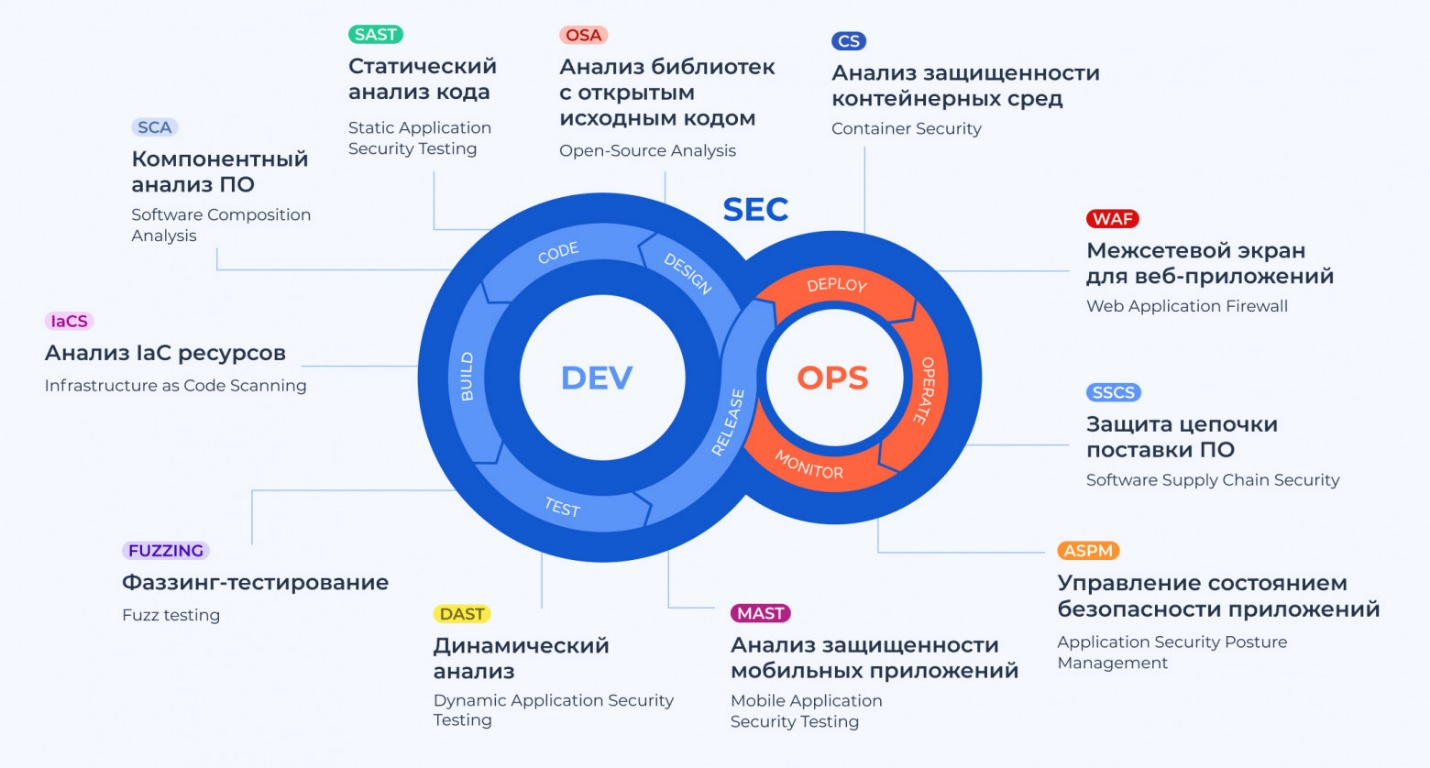 SAST
Статический
анализ кода
Static Application
Security Testing
OSA
Анализ библиотек
с открытым
исходным кодом
Open-Source Analysis
CS
Анализ защищенности
контейнерных сред
Container Security
SCA
Компонентный
анализ ПО
Software Composition
Analysis
SEC
WAF
Межсетевой экран
для веб-приложений
Web Application Firewall
IaCS
Анализ IaC ресурсов
Infrastructure as Code Scanning
CODE
DESIGN
BUILD
TEST
RELEASE
DEV
DEPLOY
OPERATE
MONITOR
OPS
SSCS
Защита цепочки
поставки ПО
Software Supply Chain Security
FUZZING
Фаззинг-тестирование
Fuzz testing
DAST
Динамический
анализ
Dynamic Application Security
Testing
MAST
Анализ защищенности
мобильных приложений
Mobile Application
Security Testing
ASPM
Управление состоянием
безопасности приложений
Application Security Posture
Management